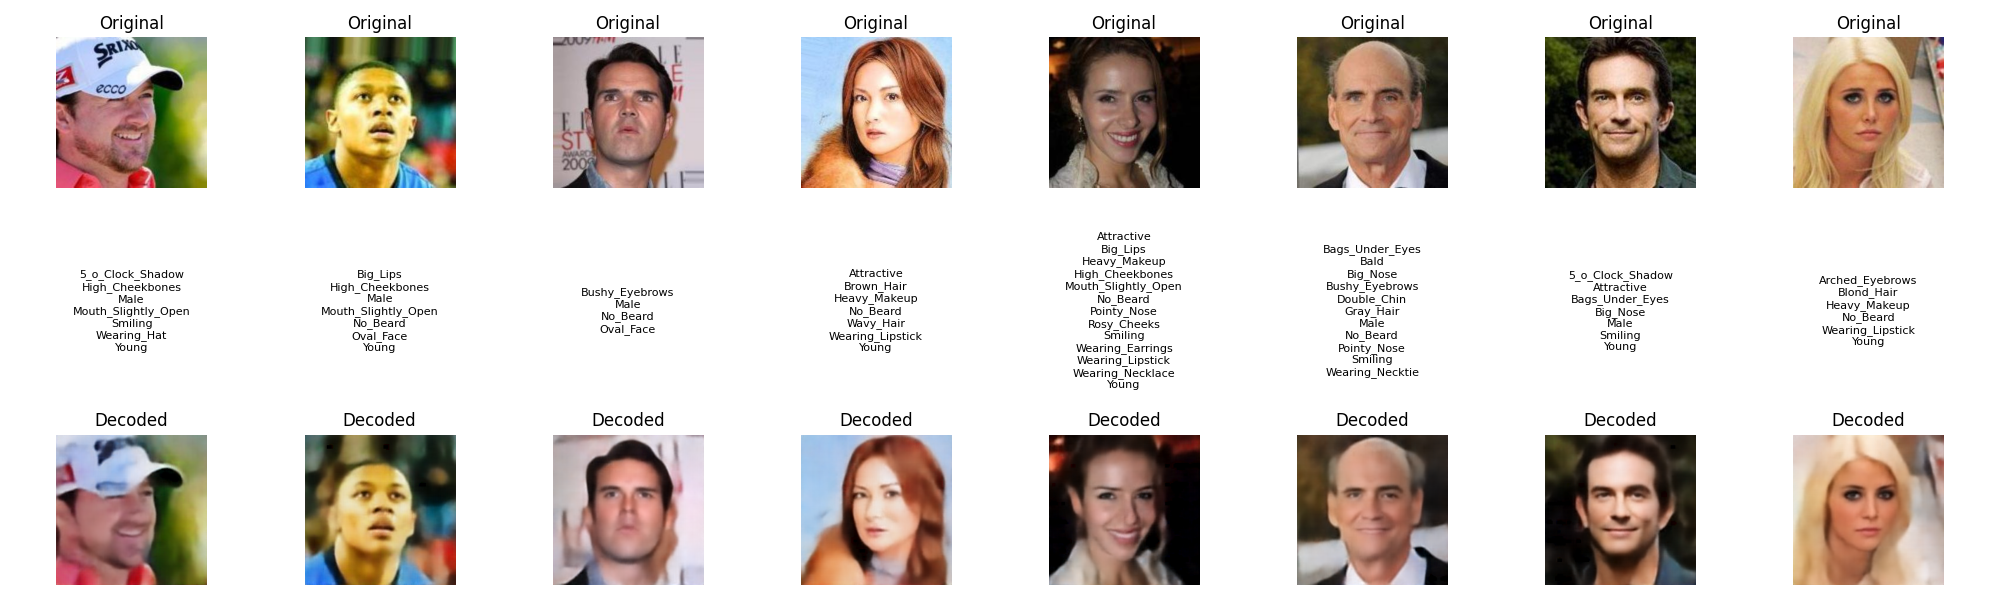 Original
Original
Original
Original
Original
Original
Original
Original
SRIXO
ecco
2009
E L
LE
E
M
E L
STY
AWARDS
2009
ELLE
5_o_Clock_Shadow
High_Cheekbones
Male
Mouth_Slightly_Open
Smiling
Wearing_Hat
Young
Big_Lips
High_Cheekbones
Male
Mouth_Slightly_Open
No_Beard
Oval_Face
Young
Bushy_Eyebrows
Male
No_Beard
Oval_Face
Attractive
Brown_Hair
Heavy_Makeup
No_Beard
Wavy_Hair
Wearing_Lipstick
Young
Attractive
Big_Lips
Heavy_Makeup
High_Cheekbones
Mouth_Slightly_Open
No_Beard
Pointy_Nose
Rosy_Cheeks
Smiling
Wearing_Earrings
Wearing_Lipstick
Wearing_Necklace
Young
Bags_Under_Eyes
Bald
Big_Nose
Bushy_Eyebrows
Double_Chin
Gray_Hair
Male
No_Beard
Pointy_Nose
Smiling
Wearing_Necktie
5_o_Clock_Shadow
Attractive
Bags_Under_Eyes
Big_Nose
Male
Smiling
Young
Arched_Eyebrows
Blond_Hair
Heavy_Makeup
No_Beard
Wearing_Lipstick
Young
Decoded
Decoded
Decoded
Decoded
Decoded
Decoded
Decoded
Decoded